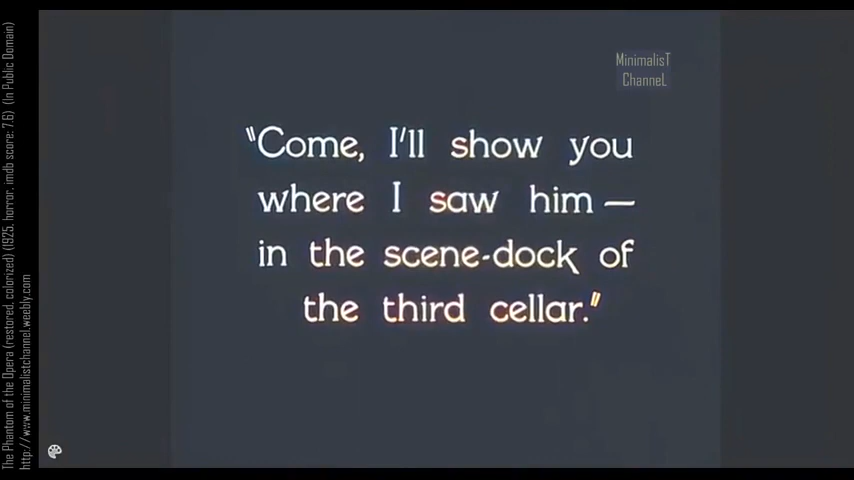 The Phantom of the Opera (restored, colorized) (1925, horror, imdb score: 7.6) (In Public Domain)
http://www.minimalistchannel.weebly.com
MinimalisT
ChanneL
"Come, I'll show you
where I saw him —
in the scene-dock of
the third cellar."